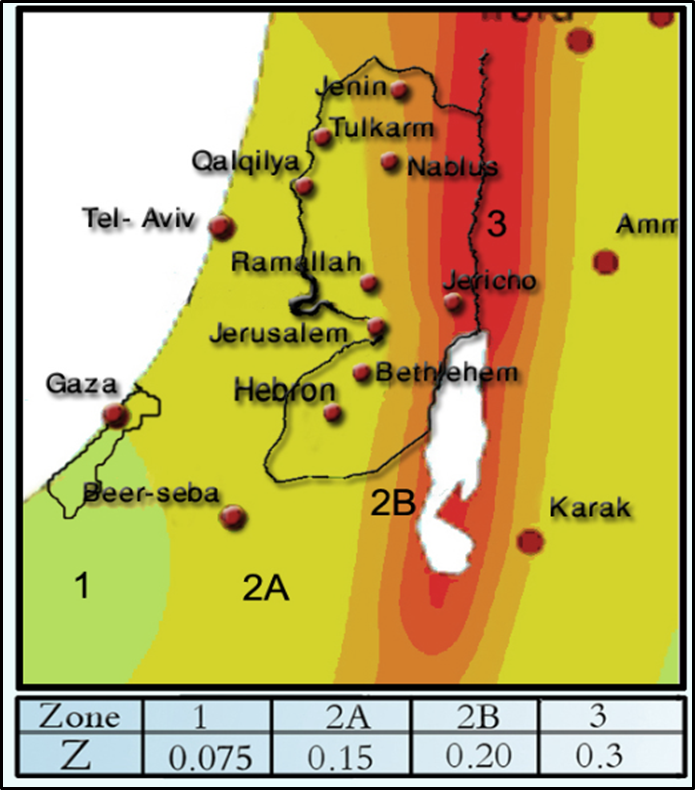 Jenin
Tulkarm
Qalqilya
Nablus
Tel- Aviv
3
Amm
Ramallah
Jericho
Jerusalem
Gaza
Hebron
Bethlehem
Beer-seba
2B
Karak
1
2A
Zone 1 2A 2B 3
Z 0.075 0.15 0.20 0.3